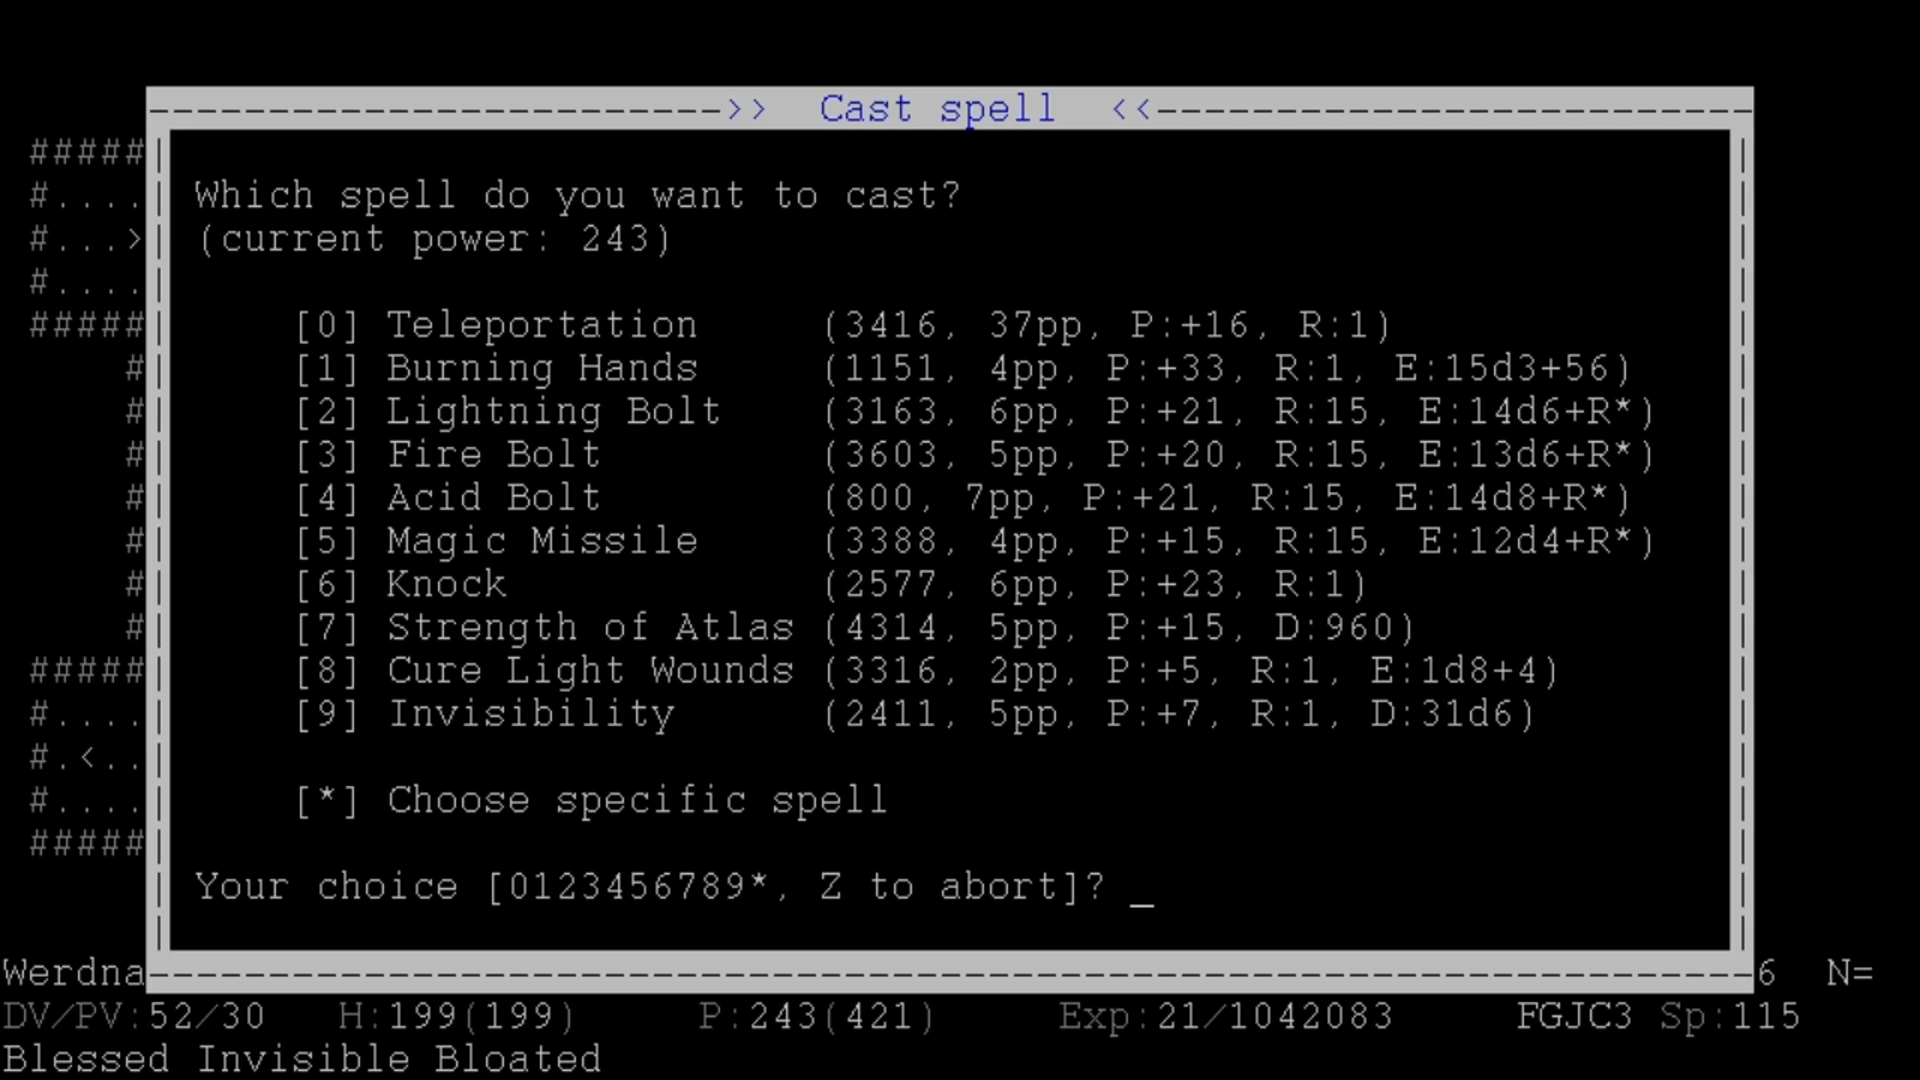 ---------------------------->>  Cast spell  <<----------------------------
#####
#....
#...>
#....
#####
#
#
#
#
#
#
#
#####
#....
#.<..
#....
#####
Which spell do you want to cast?
(current power: 243)
[0] Teleportation (3416, 37pp, P:+16, R:1)
[1] Burning Hands (1151, 4pp, P:+33, R:1, E:15d3+56)
[2] Lightning Bolt (3163, 6pp, P:+21, R:15, E:14d6+R*)
[3] Fire Bolt (3603, 5pp, P:+20, R:15, E:13d6+R*)
[4] Acid Bolt (800, 7pp, P:+21, R:15, E:14d8+R*)
[5] Magic Missile (3388, 4pp, P:+15, R:15, E:12d4+R*)
[6] Knock (2577, 6pp, P:+23, R:1)
[7] Strength of Atlas (4314, 5pp, P:+15, D:960)
[8] Cure Light Wounds (3316, 2pp, P:+5, R:1, E:1d8+4)
[9] Invisibility (2411, 5pp, P:+7, R:1, D:31d6)
[*] Choose specific spell
Your choice [0123456789*, Z to abort]? _
Werdna 6 N=
DV/PV:52/30 H:199(199) P:243(421) Exp:21/1042083 FGJC3 Sp:115
Blessed Invisible Bloated